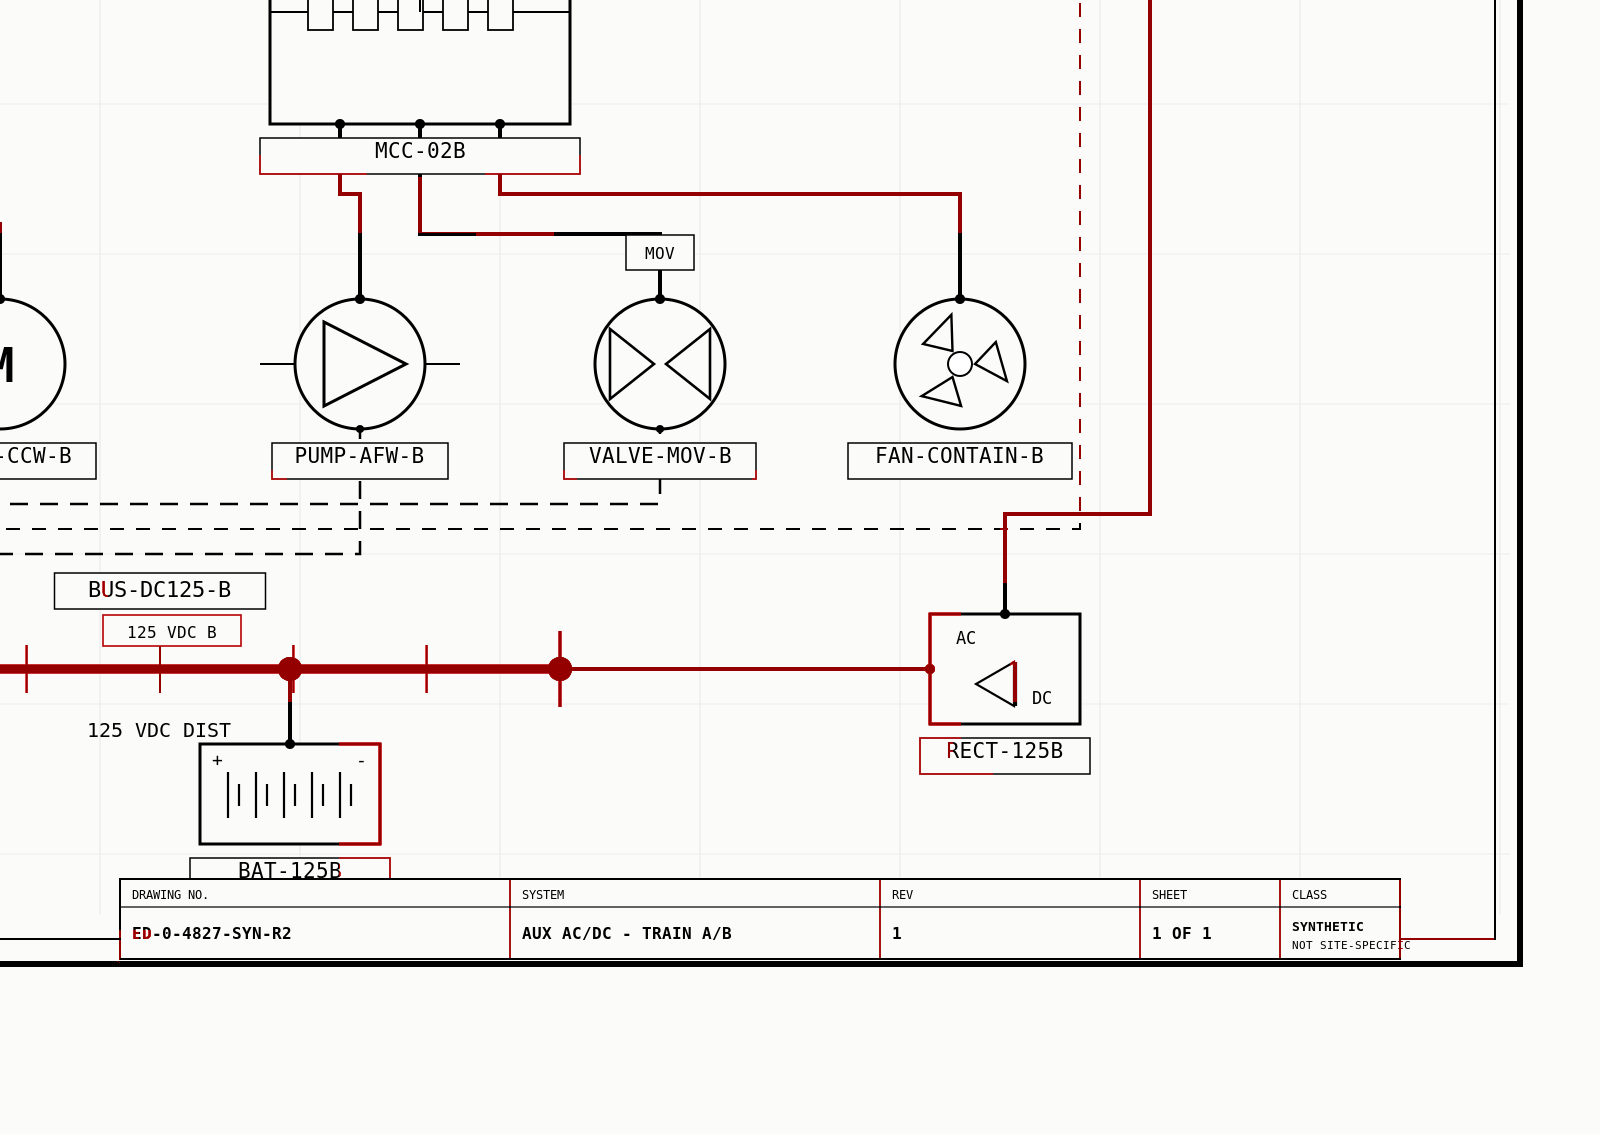 MCC-02B
MOV
M
-CCW-B
PUMP-AFW-B
VALVE-MOV-B
FAN-CONTAIN-B
BUS-DC125-B
125 VDC B
AC
DC
125 VDC DIST
RECT-125B
+ -
BAT-125B
DRAWING NO. SYSTEM REV SHEET CLASS
ED-0-4827-SYN-R2 AUX AC/DC - TRAIN A/B 1 1 OF 1 SYNTHETIC
NOT SITE-SPECIFIC